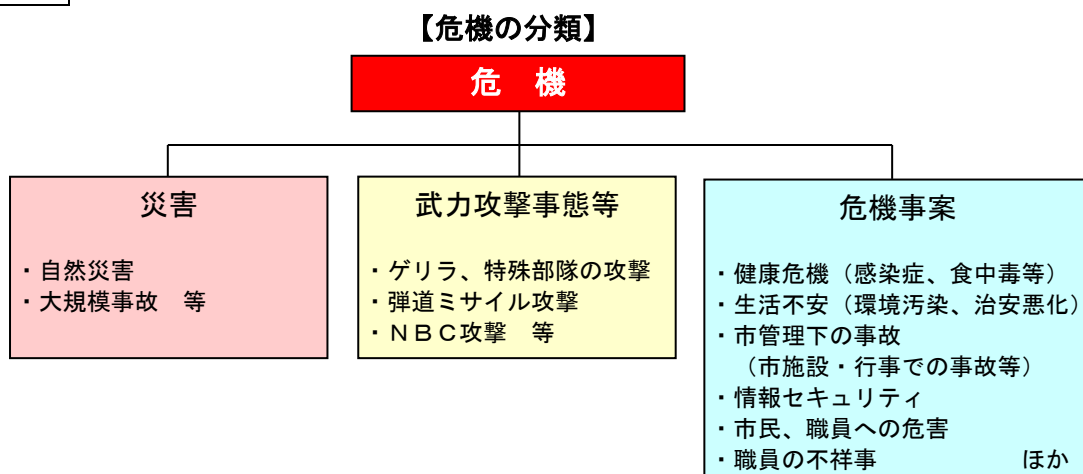 【危機の分類】
危　機
災害
・自然災害
・大規模事故　等
武力攻撃事態等
・ゲリラ、特殊部隊の攻撃
・弾道ミサイル攻撃
・ＮＢＣ攻撃　等
危機事案
・健康危機（感染症、食中毒等）
・生活不安（環境汚染、治安悪化）
・市管理下の事故
（市施設・行事での事故等）
・情報セキュリティ
・市民、職員への危害
・職員の不祥事　　　　　　ほか